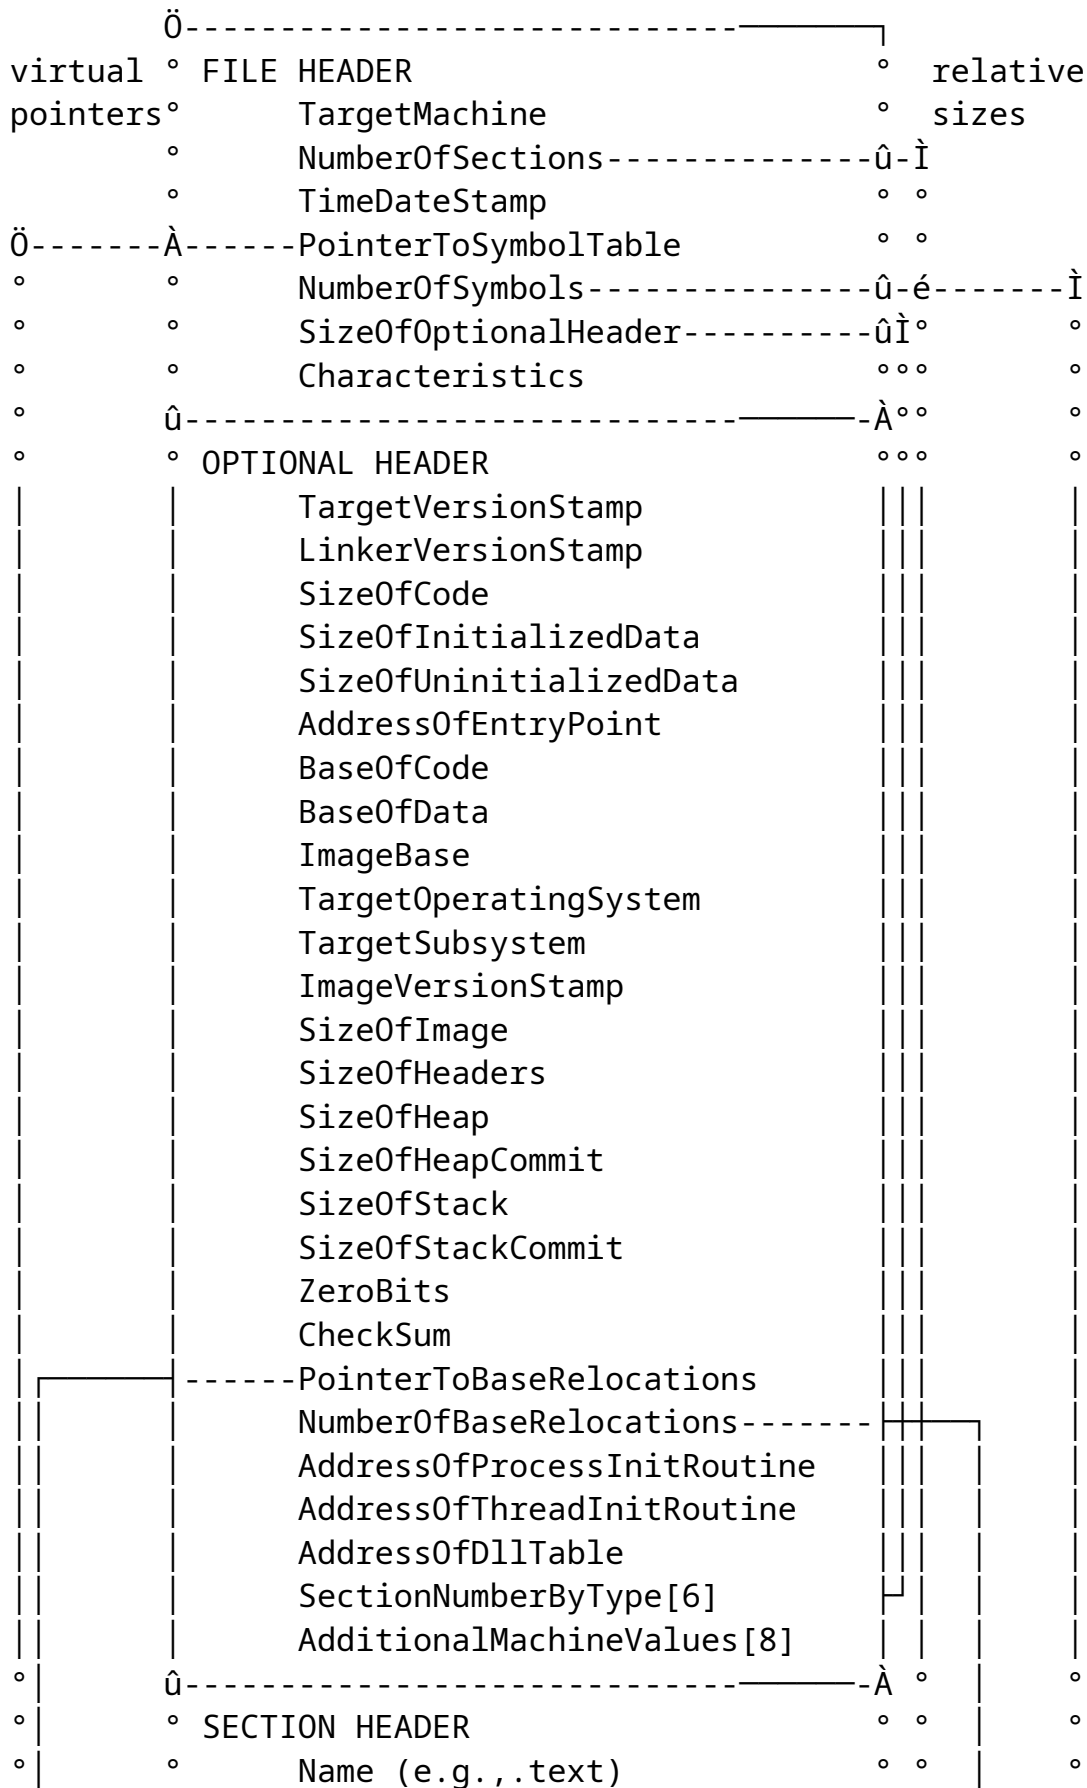 virtual FILE HEADER relative
pointers TargetMachine sizes
NumberOfSections
TimeDateStamp
PointerToSymbolTable
NumberOfSymbols
SizeOfOptionalHeader
Characteristics
OPTIONAL HEADER
TargetVersionStamp
LinkerVersionStamp
SizeOfCode
SizeOfInitializedData
SizeOfUninitializedData
AddressOfEntryPoint
BaseOfCode
BaseOfData
ImageBase
TargetOperatingSystem
TargetSubsystem
ImageVersionStamp
SizeOfImage
SizeOfHeaders
SizeOfHeap
SizeOfHeapCommit
SizeOfStack
SizeOfStackCommit
ZeroBits
CheckSum
PointerToBaseRelocations
NumberOfBaseRelocations
AddressOfProcessInitRoutine
AddressOfThreadInitRoutine
AddressOfDllTable
SectionNumberByType[6]
AdditionalMachineValues[8]
SECTION HEADER
Name (e.g.,.text)